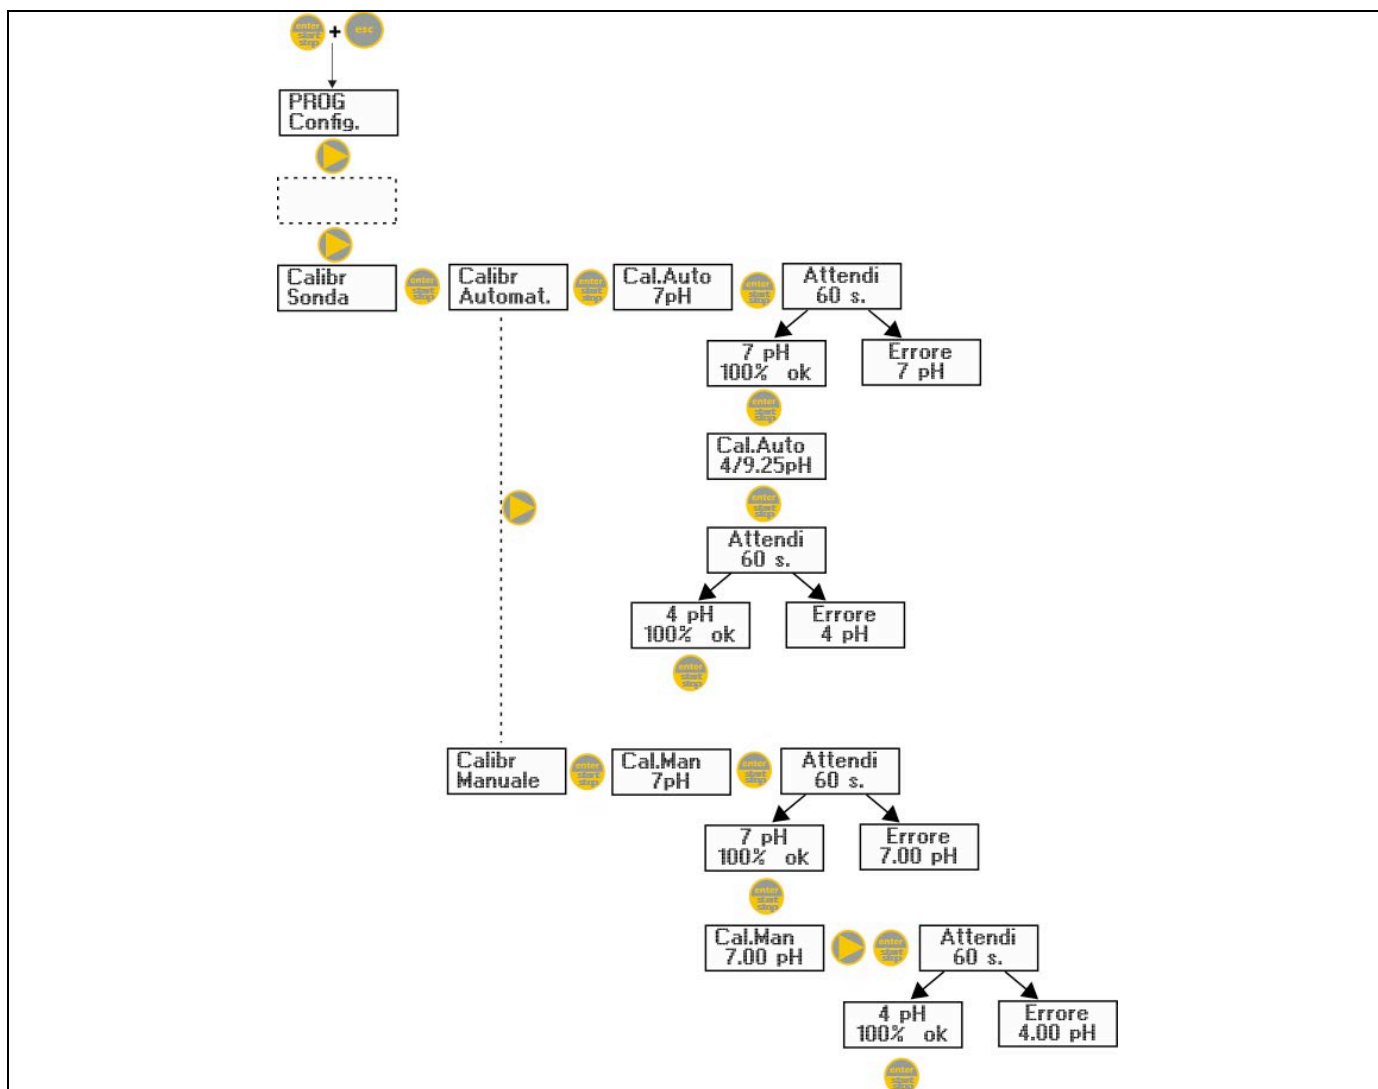 enter
start
stop
+
esc
PROG
Config.
Calibr
Sonda
enter
start
stop
Calibr
Automat.
enter
start
stop
Cal.Auto
7pH
enter
start
stop
Attendi
60 s.
7 pH
100% ok
Errore
7 pH
enter
start
stop
Cal.Auto
4/9.25pH
enter
start
stop
Attendi
60 s.
4 pH
100% ok
Errore
4 pH
enter
start
stop
Calibr
Manuale
enter
start
stop
Cal.Man
7pH
enter
start
stop
Attendi
60 s.
7 pH
100% ok
Errore
7.00 pH
enter
start
stop
Cal.Man
7.00 pH
enter
start
stop
Attendi
60 s.
4 pH
100% ok
Errore
4.00 pH
enter
start
stop